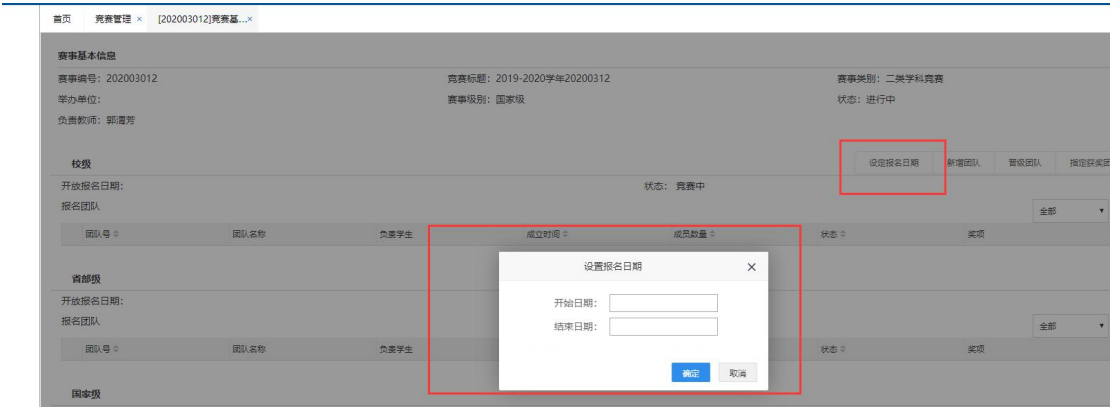 首页 竞赛管理 × [202003012]竞赛基...×
赛事基本信息
赛事编号: 202003012 竞赛标题: 2019-2020学年20200312 赛事类别: 二类学科竞赛
举办单位: 赛事级别: 国家级 状态: 进行中
负责教师: 郭渭芳
校级 设定报名日期 新增团队 晋级团队 指定获奖团
开放报名日期: 状态: 竞赛中
报名团队 全部
团队号 团队名称 负责学生 成立时间 成员数量 状态 奖项
设置报名日期 ×
省部级
开放报名日期: 开始日期:
报名团队 结束日期: 全部
团队号 团队名称 负责学生 状态 奖项
确定 取消
国家级